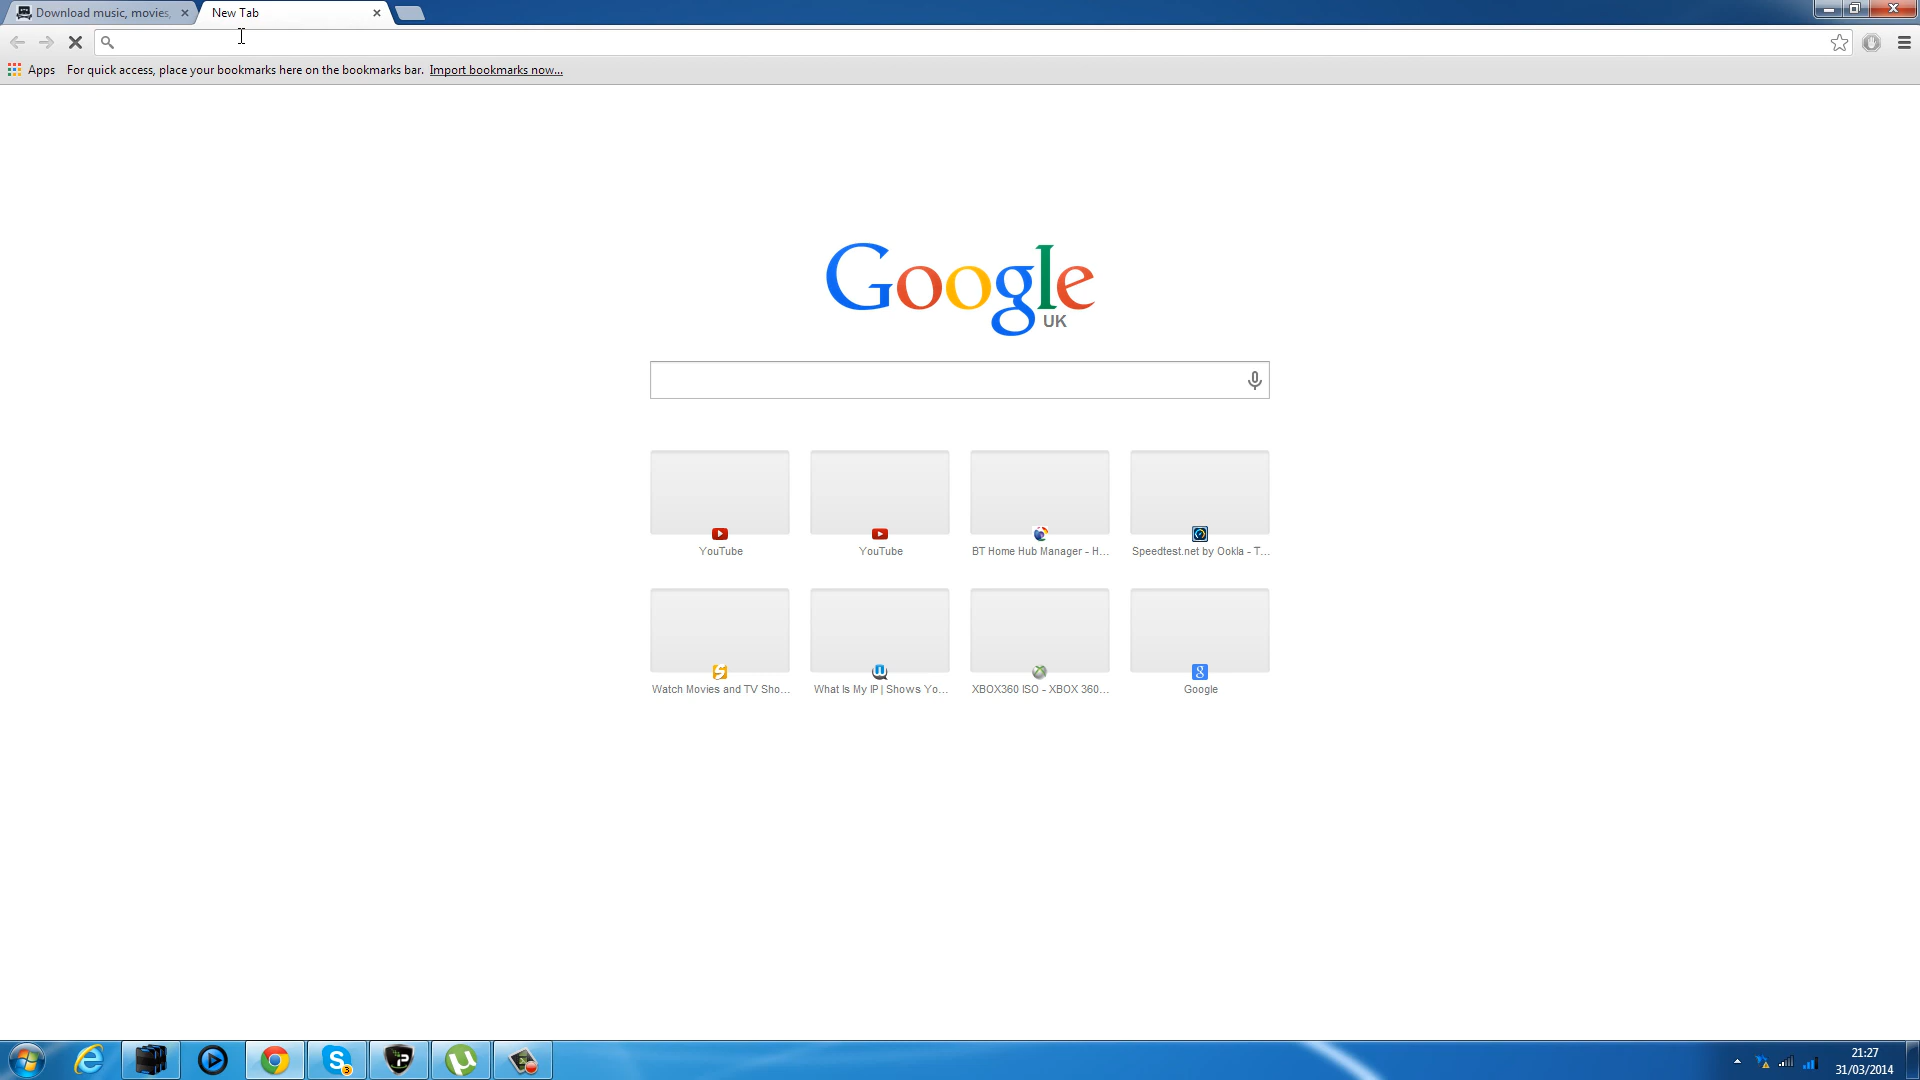 Download music, movies,
New Tab
Apps For quick access, place your bookmarks here on the bookmarks bar. Import bookmarks now...
Google
UK
YouTube
YouTube
BT Home Hub Manager - H...
Speedtest.net by Ookla - T...
Watch Movies and TV Sho...
What Is My IP | Shows Yo...
XBOX360 ISO - XBOX 360...
Google
3
21:27
31/03/2014